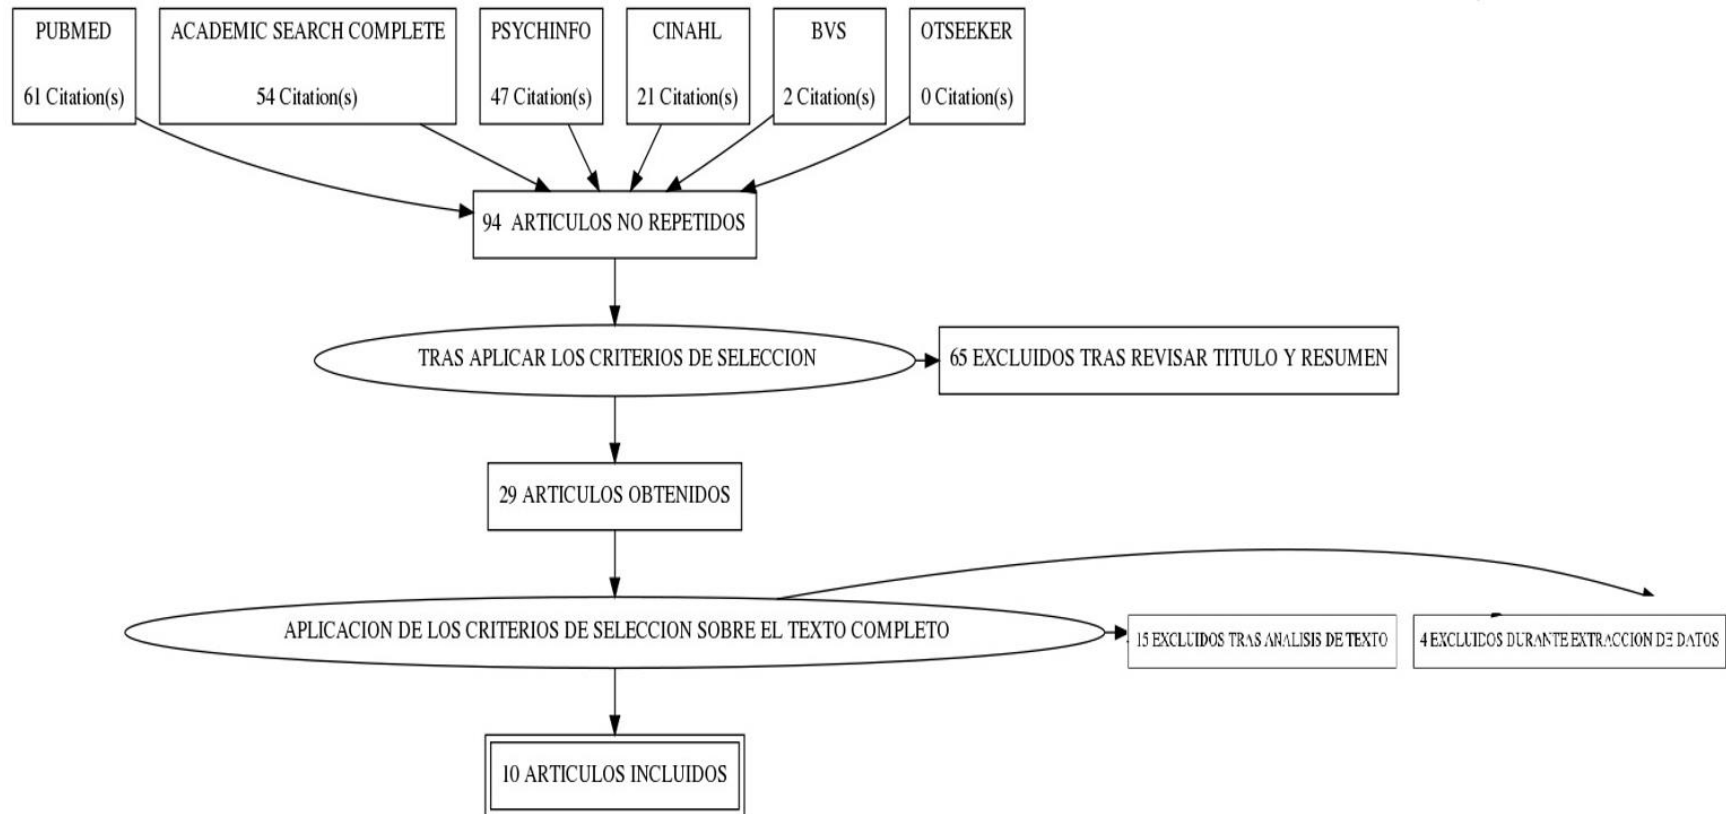 PUBMED
61 Citation(s)
ACADEMIC SEARCH COMPLETE
54 Citation(s)
PSYCHINFO
47 Citation(s)
CINAHL
21 Citation(s)
BVS
2 Citation(s)
OTSEEKER
0 Citation(s)
94 ARTICULOS NO REPETIDOS
TRAS APLICAR LOS CRITERIOS DE SELECCION
65 EXCLUIDOS TRAS REVISAR TITULO Y RESUMEN
29 ARTICULOS OBTENIDOS
APLICACION DE LOS CRITERIOS DE SELECCION SOBRE EL TEXTO COMPLETO
15 EXCLUIDOS TRAS ANALISIS DE TEXTO
4 EXCLUIDOS DURANTE EXTRACCION DE DATOS
10 ARTICULOS INCLUIDOS